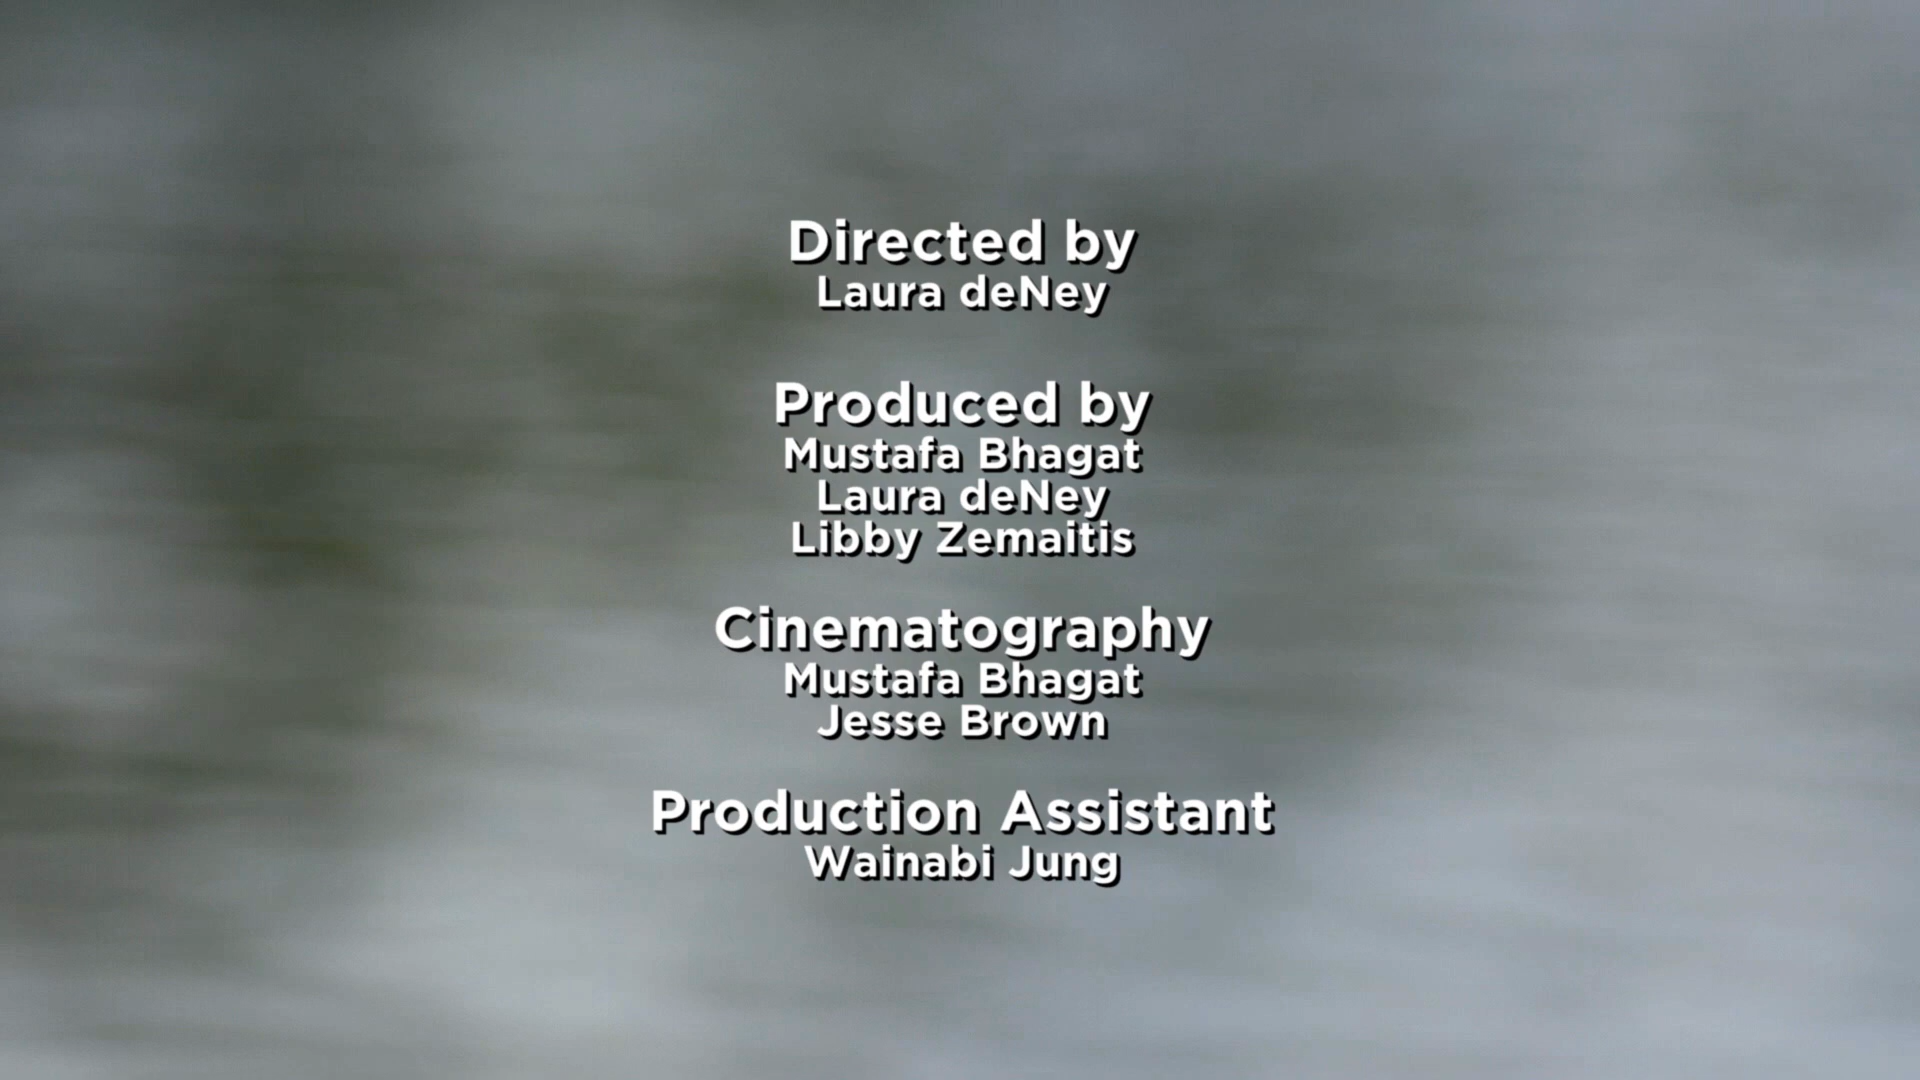 Directed by
Laura deNey
Produced by
Mustafa Bhagat
Laura deNey
Libby Zemaitis
Cinematography
Mustafa Bhagat
Jesse Brown
Production Assistant
Wainabi Jung